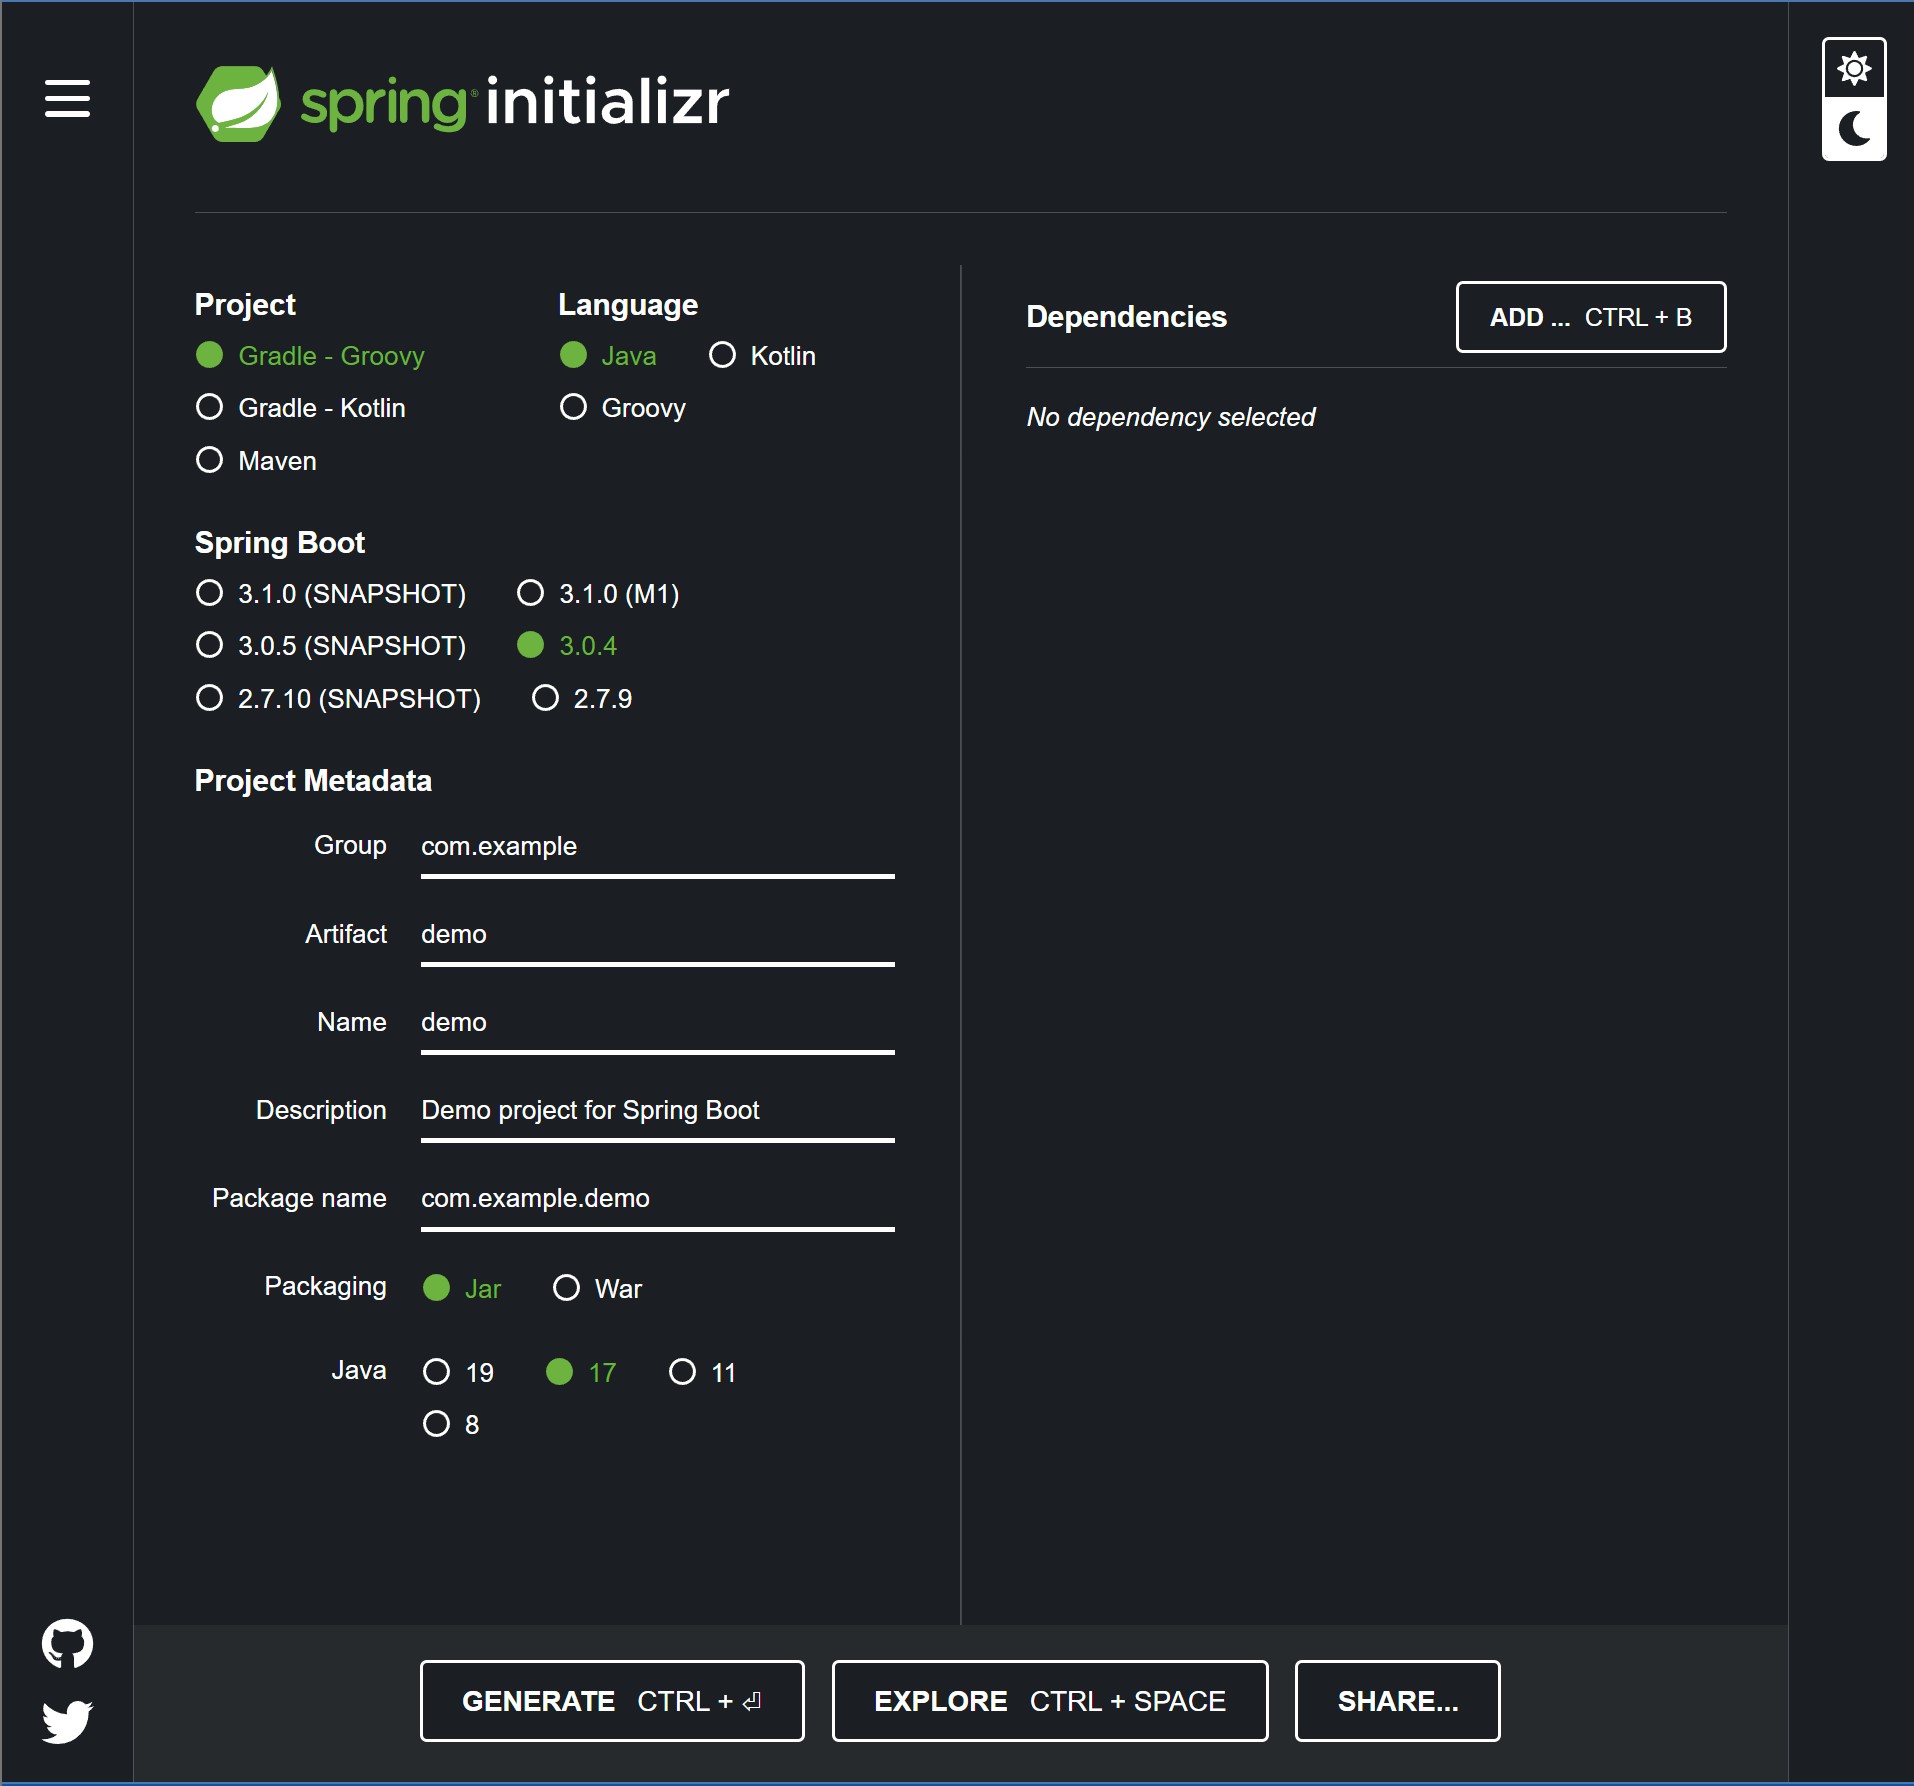 spring® initializr
Project
Gradle - Groovy
Gradle - Kotlin
Maven
Language
Java Kotlin
Groovy
Spring Boot
3.1.0 (SNAPSHOT) 3.1.0 (M1)
3.0.5 (SNAPSHOT) 3.0.4
2.7.10 (SNAPSHOT) 2.7.9
Project Metadata
Group com.example
Artifact demo
Name demo
Description Demo project for Spring Boot
Package name com.example.demo
Packaging Jar War
Java 19 17 11
8
Dependencies
ADD ... CTRL + B
No dependency selected
GENERATE CTRL + ⏎
EXPLORE CTRL + SPACE
SHARE...